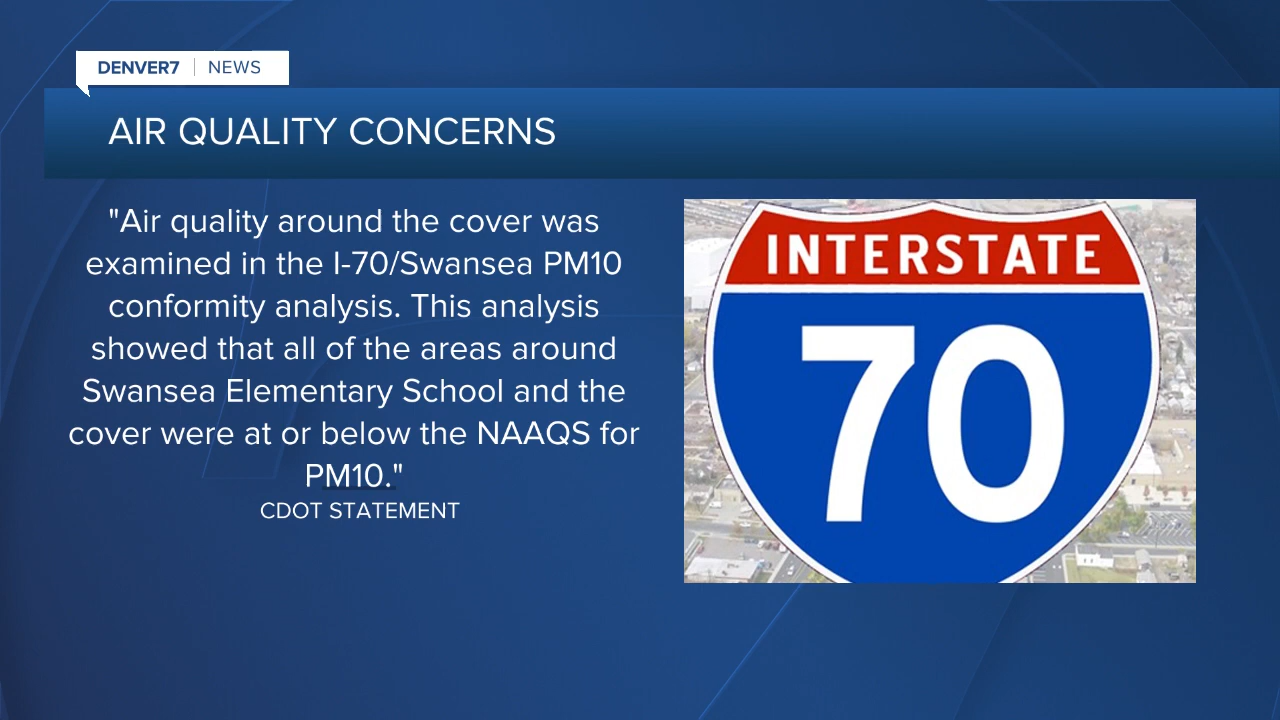 DENVER7 | NEWS
AIR QUALITY CONCERNS
"Air quality around the cover was
examined in the I-70/Swansea PM10
conformity analysis. This analysis
showed that all of the areas around
Swansea Elementary School and the
cover were at or below the NAAQS for
PM10."
CDOT STATEMENT
INTERSTATE
70